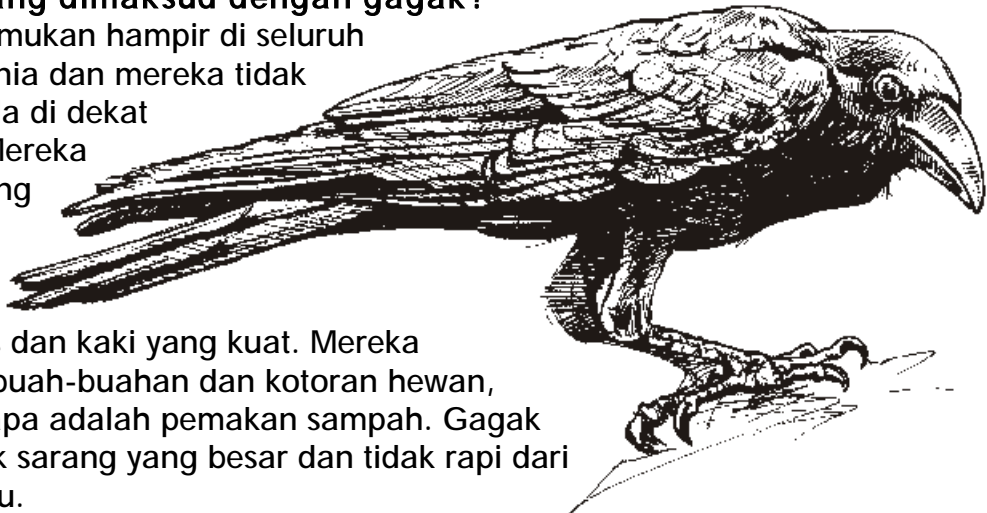 dimaksud dengan gagak?
mukan hampir di seluruh
nia dan mereka tidak
a di dekat
ereka
ng
dan kaki yang kuat. Mereka
buah-buahan dan kotoran hewan,
pa adalah pemakan sampah. Gagak
k sarang yang besar dan tidak rapi dari
u.